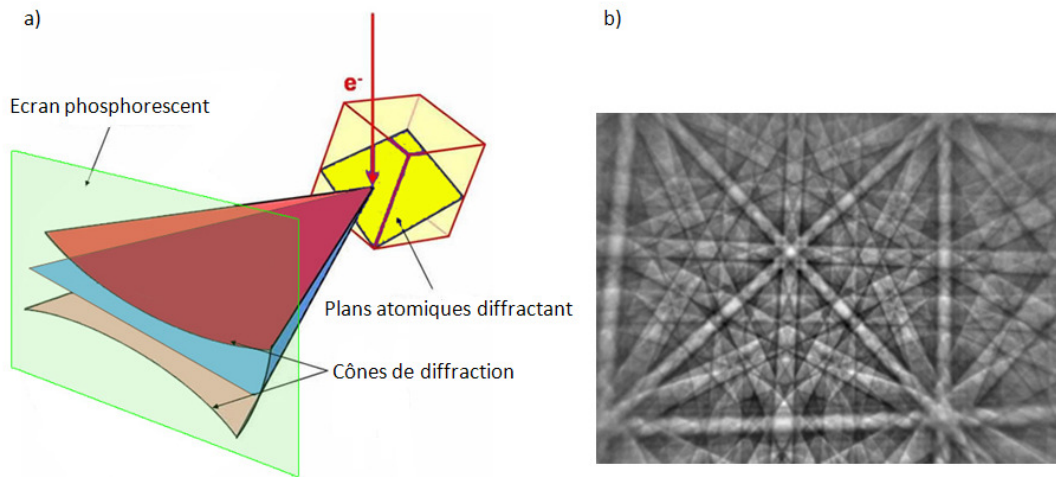 a)
b)
e-
Ecran phosphorescent
Plans atomiques diffractant
Cônes de diffraction